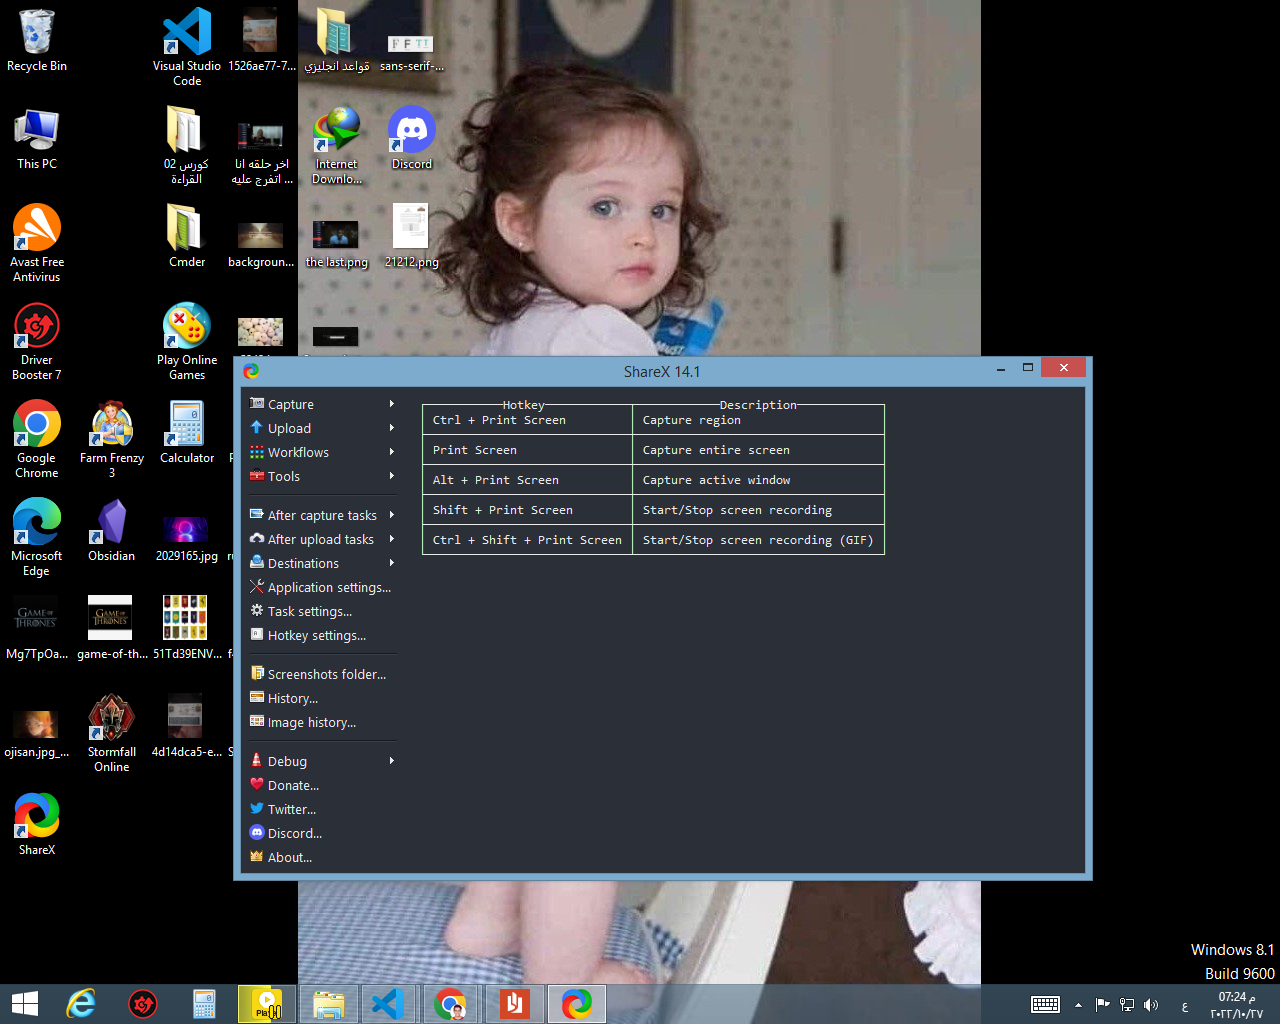 Recycle Bin
Visual Studio
Code
1526ae77-7...
قواعد انجليزي
sans-serif-...
This PC
كورس 02
القراءة
اخر حلقه انا
اتفرج عليه ...
Internet
Downlo...
Discord
Avast Free
Antivirus
Cmder
backgroun...
the last.png
21212.png
Driver
Booster 7
Play Online
Games
Google
Chrome
Farm Frenzy
3
Calculator
Microsoft
Edge
Obsidian
2029165.jpg
GAME OF
THRONES
Mg7TpOa...
GAME OF
THRONES
game-of-th...
51Td39ENV...
ojisan.jpg_...
Stormfall
Online
4d14dca5-e...
ShareX
ShareX 14.1
Capture
Upload
Workflows
Tools
After capture tasks
After upload tasks
Destinations
Application settings...
Task settings...
Hotkey settings...
Screenshots folder...
History...
Image history...
Debug
Donate...
Twitter...
Discord...
About...
Hotkey Description
Ctrl + Print Screen Capture region
Print Screen Capture entire screen
Alt + Print Screen Capture active window
Shift + Print Screen Start/Stop screen recording
Ctrl + Shift + Print Screen Start/Stop screen recording (GIF)
Windows 8.1
Build 9600
ع
07:24 م
٢٠٢٢/١٠/٢٧